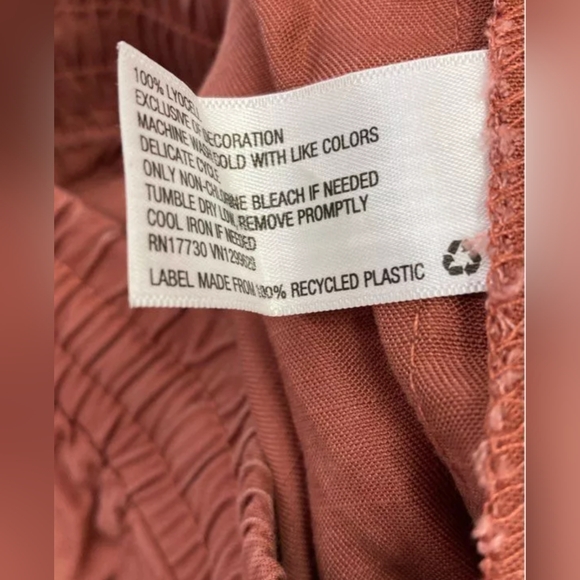 100% LYOCELL
EXCLUSIVE OF DECORATION
MACHINE WASH COLD WITH LIKE COLORS
DELICATE CYCLE
ONLY NON-CHLORINE BLEACH IF NEEDED
TUMBLE DRY LOW, REMOVE PROMPTLY
COOL IRON IF NEEDED
RN17730
LABEL MADE FROM 100% RECYCLED PLASTIC